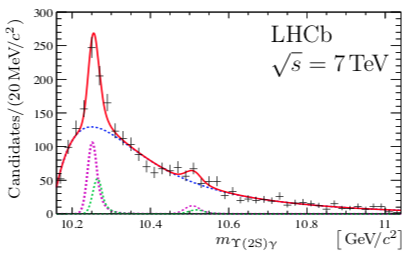 Candidates/(20 MeV/c²)
300
250
200
150
100
50
0
LHCb
√s = 7 TeV
10.2 10.4 10.6 10.8 11
m_{Υ(2S)γ} [GeV/c²]